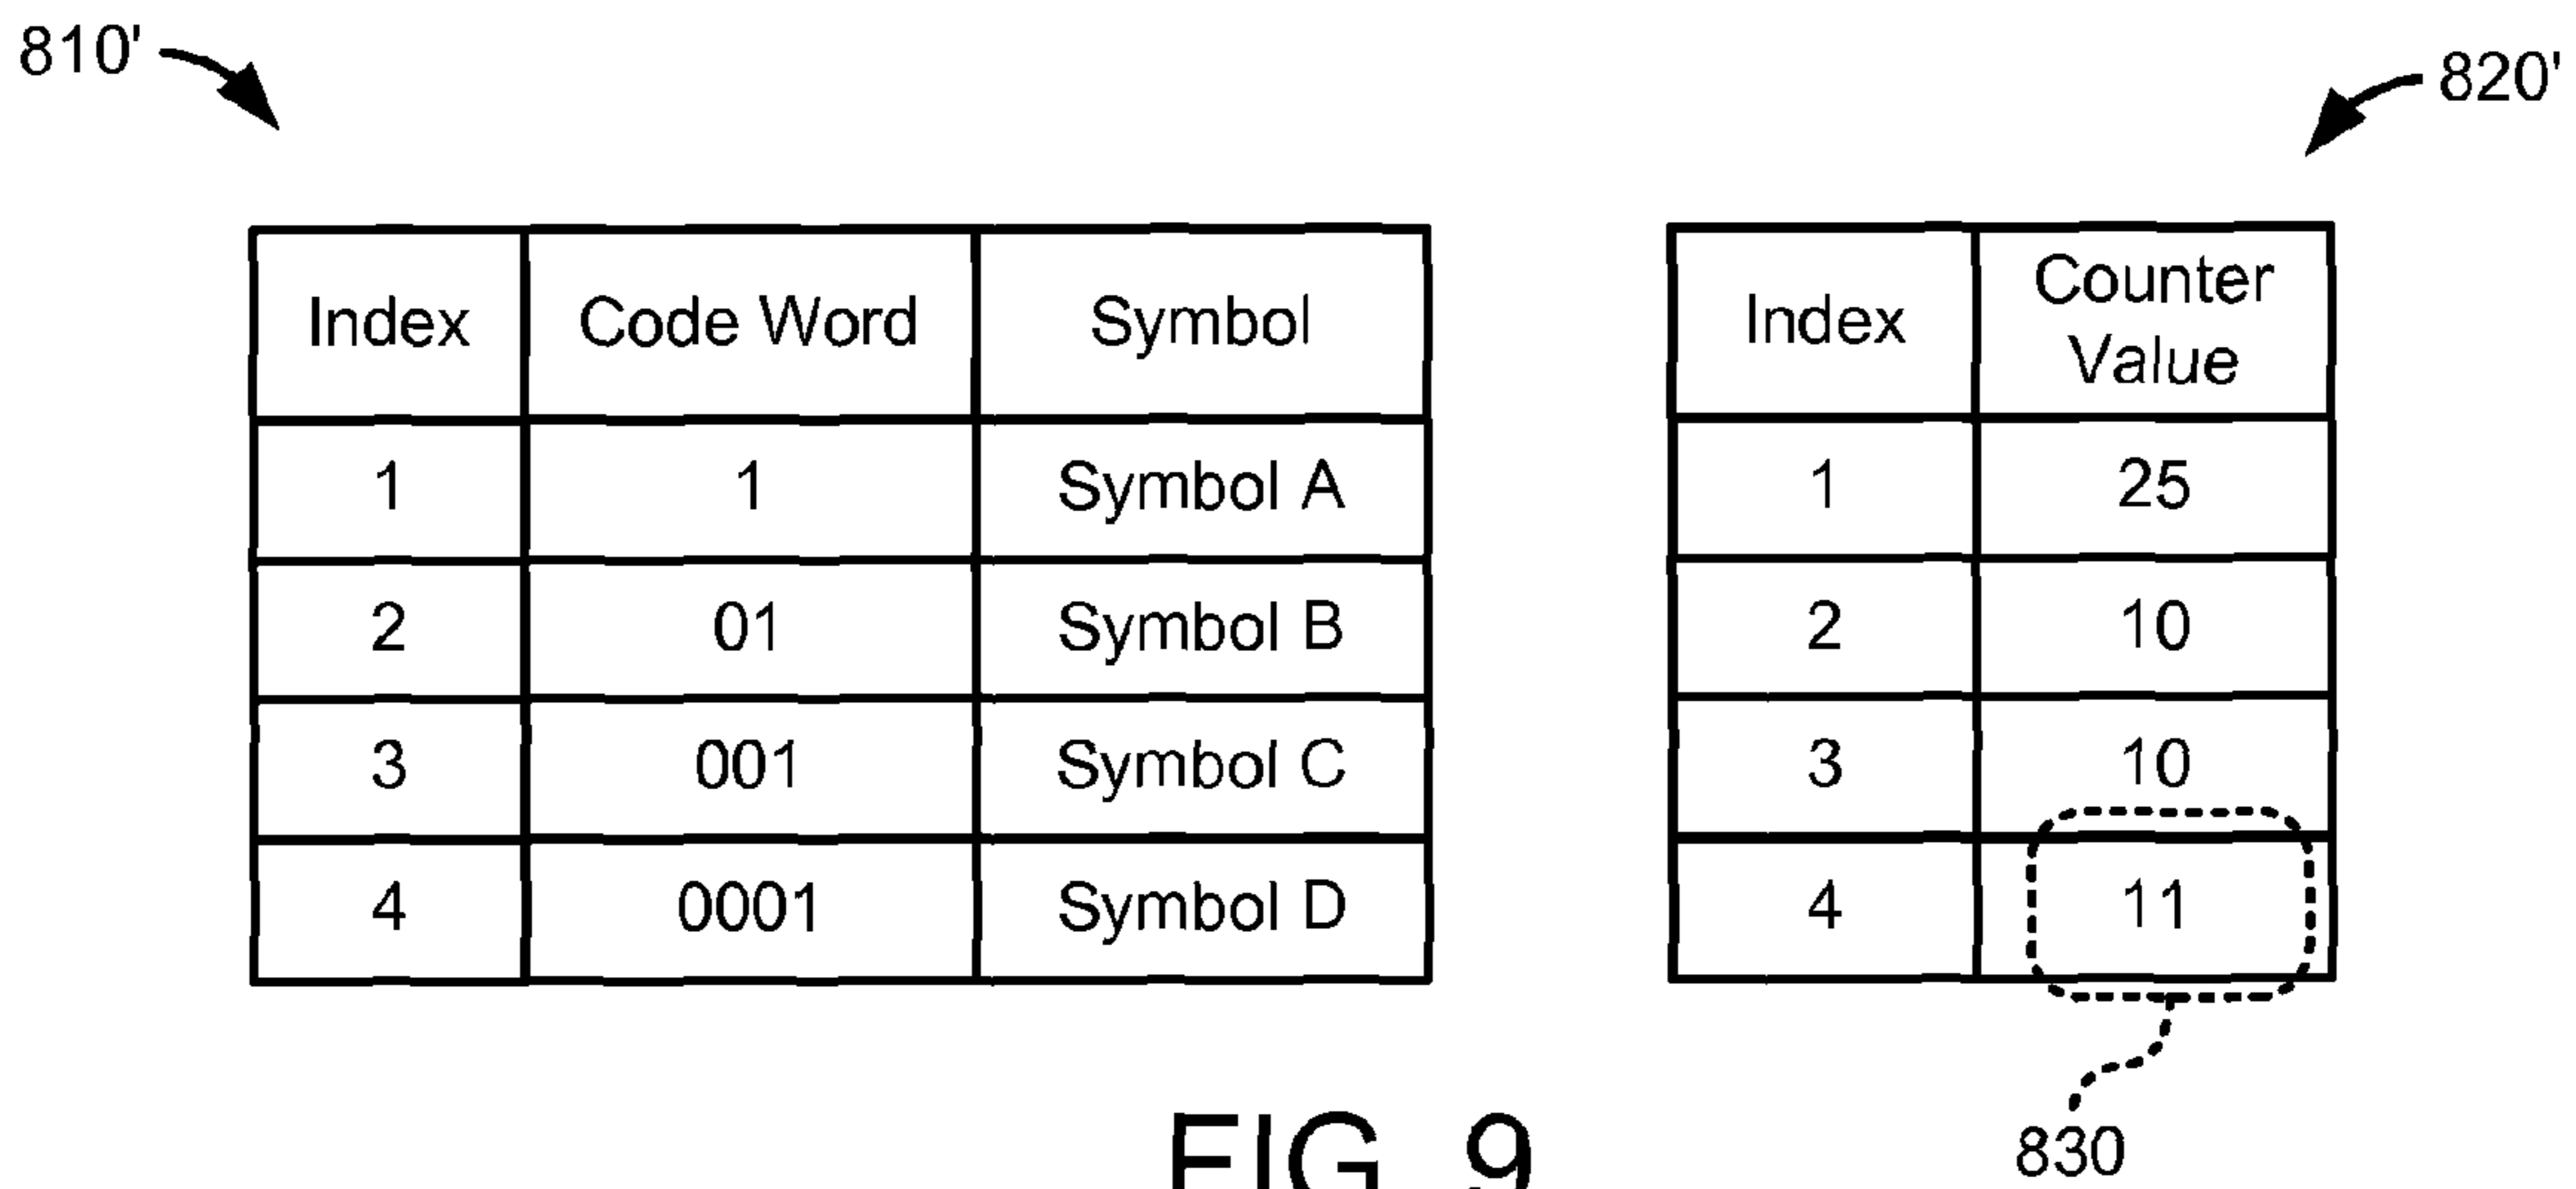 810'
820'
Index Code Word Symbol
1 1 Symbol A
2 01 Symbol B
3 001 Symbol C
4 0001 Symbol D
Index Counter Value
1 25
2 10
3 10
4 11
830
FIG. 9